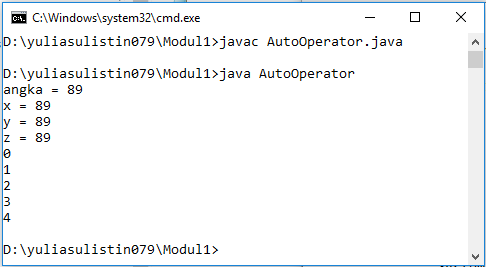 C:\Windows\system32\cmd.exe
D:\yuliasulistin079\Modul1>javac AutoOperator.java
D:\yuliasulistin079\Modul1>java AutoOperator
angka = 89
x = 89
y = 89
z = 89
0
1
2
3
4
D:\yuliasulistin079\Modul1>